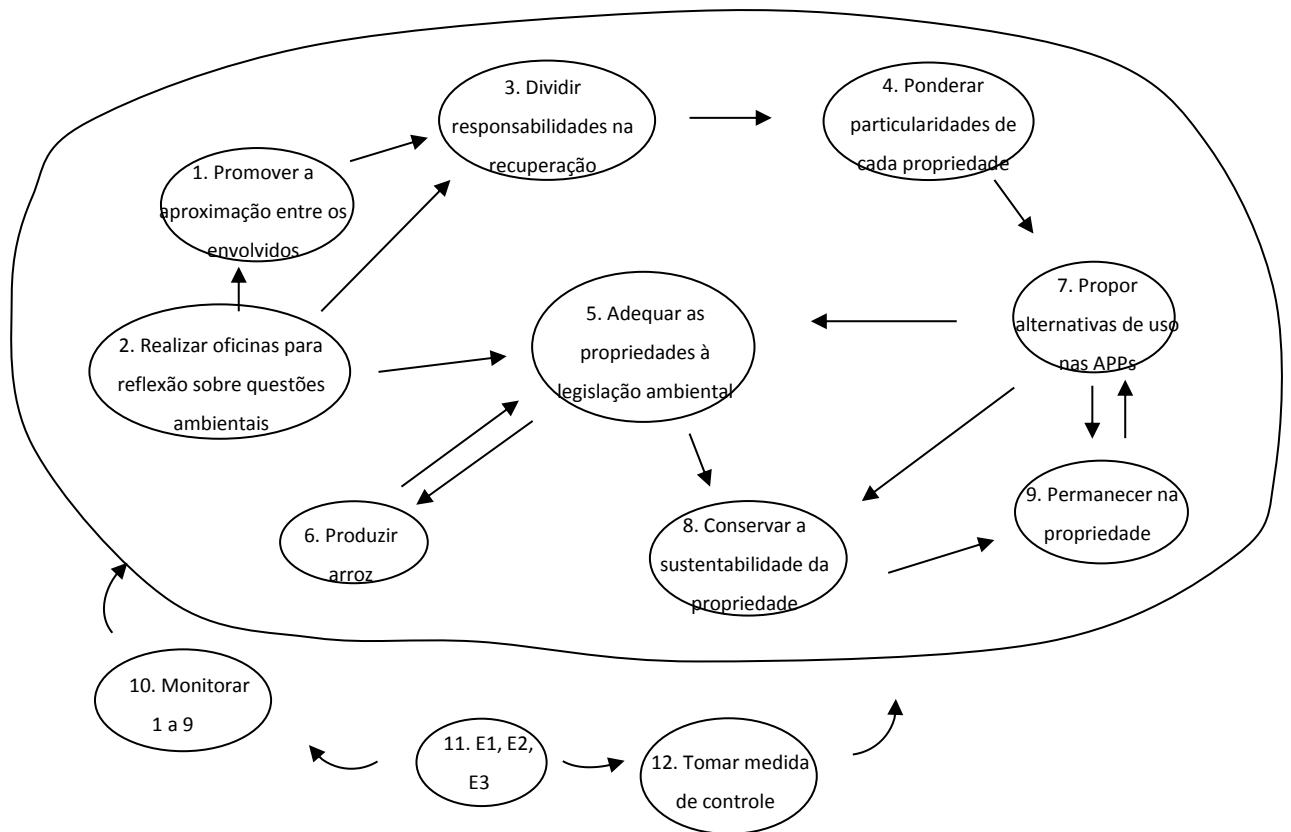 3. Dividir
responsabilidades na
recuperação
4. Ponderar
particularidades de
cada propriedade
1. Promover a
aproximação entre os
envolvidos
2. Realizar oficinas para
reflexão sobre questões
ambientais
5. Adequar as
propriedades à
legislação ambiental
7. Propor
alternativas de uso
nas APPs
6. Produzir
arroz
8. Conservar a
sustentabilidade da
propriedade
9. Permanecer na
propriedade
10. Monitorar
1 a 9
11. E1, E2,
E3
12. Tomar medida
de controle